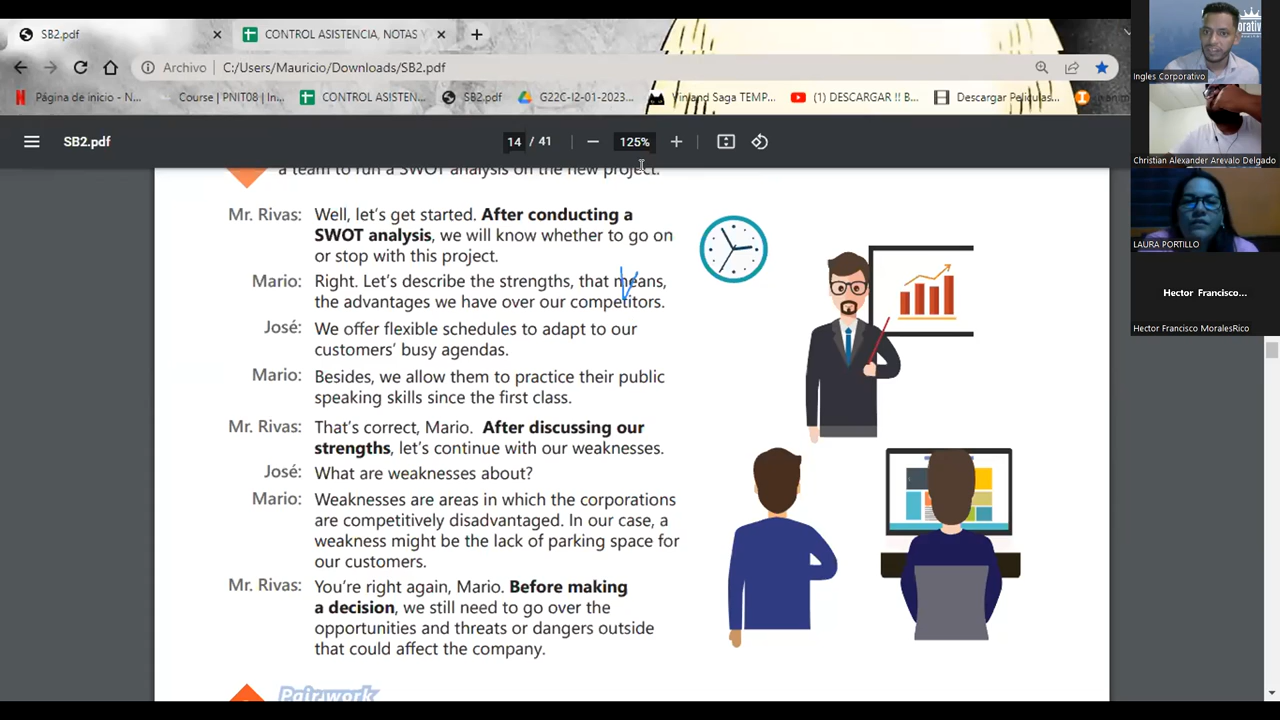 SB2.pdf
CONTROL ASISTENCIA, NOTAS Y
Archivo
C:/Users/Mauricio/Downloads/SB2.pdf
Página de inicio - N...
Course | PNIT08 | In...
CONTROL ASISTEN...
SB2.pdf
G22C-I2-01-2023...
Vinland Saga TEMP...
(1) DESCARGAR !! B...
Descargar Peliculas...
SB2.pdf
14 / 41
125%
a team to run a SWOT analysis on the new project.
Mr. Rivas: Well, let's get started. After conducting a
SWOT analysis, we will know whether to go on
or stop with this project.
Mario: Right. Let's describe the strengths, that means,
the advantages we have over our competitors.
José: We offer flexible schedules to adapt to our
customers' busy agendas.
Mario: Besides, we allow them to practice their public
speaking skills since the first class.
Mr. Rivas: That's correct, Mario. After discussing our
strengths, let's continue with our weaknesses.
José: What are weaknesses about?
Mario: Weaknesses are areas in which the corporations
are competitively disadvantaged. In our case, a
weakness might be the lack of parking space for
our customers.
Mr. Rivas: You're right again, Mario. Before making
a decision, we still need to go over the
opportunities and threats or dangers outside
that could affect the company.
Pair work
Ingles Corporativo
Christian Alexander Arevalo Delgado
LAURA PORTILLO
Hector Francisco...
Hector Francisco MoralesRico